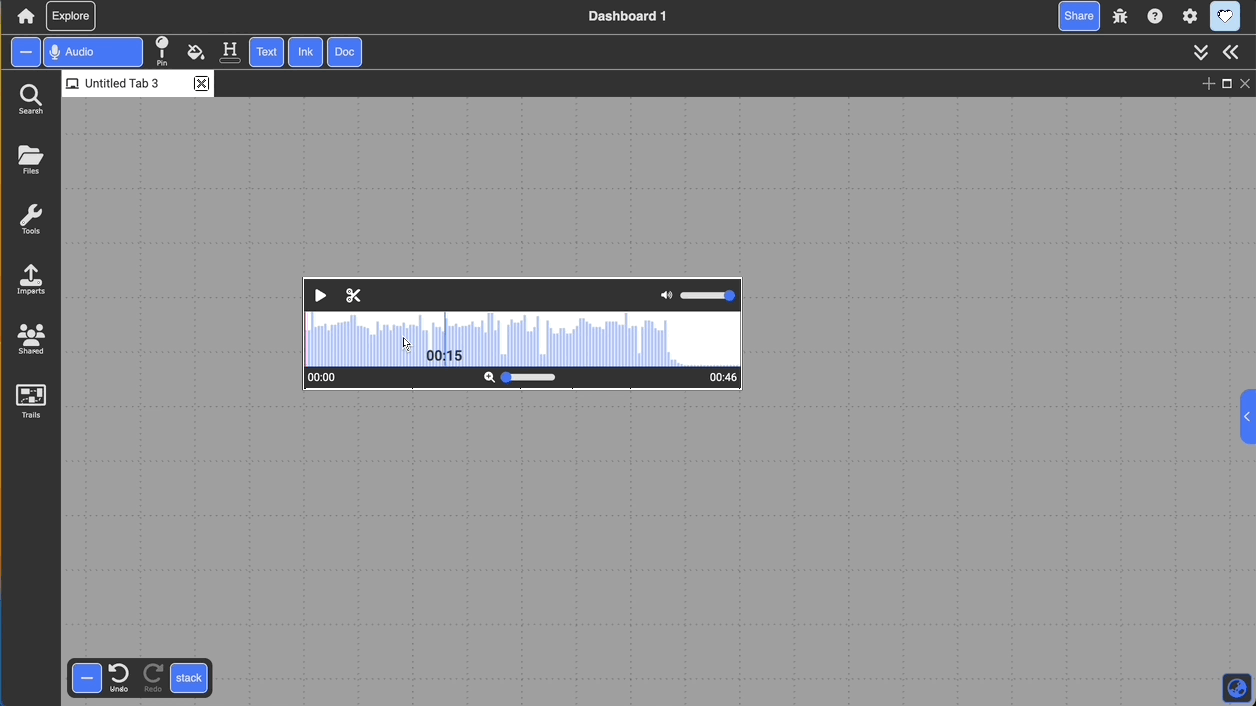 Explore
Dashboard 1
Share
Audio
Pin
H
Text
Ink
Doc
Untitled Tab 3
Search
Files
Tools
Imports
Shared
Trails
00:15
00:00
00:46
Undo
Redo
stack